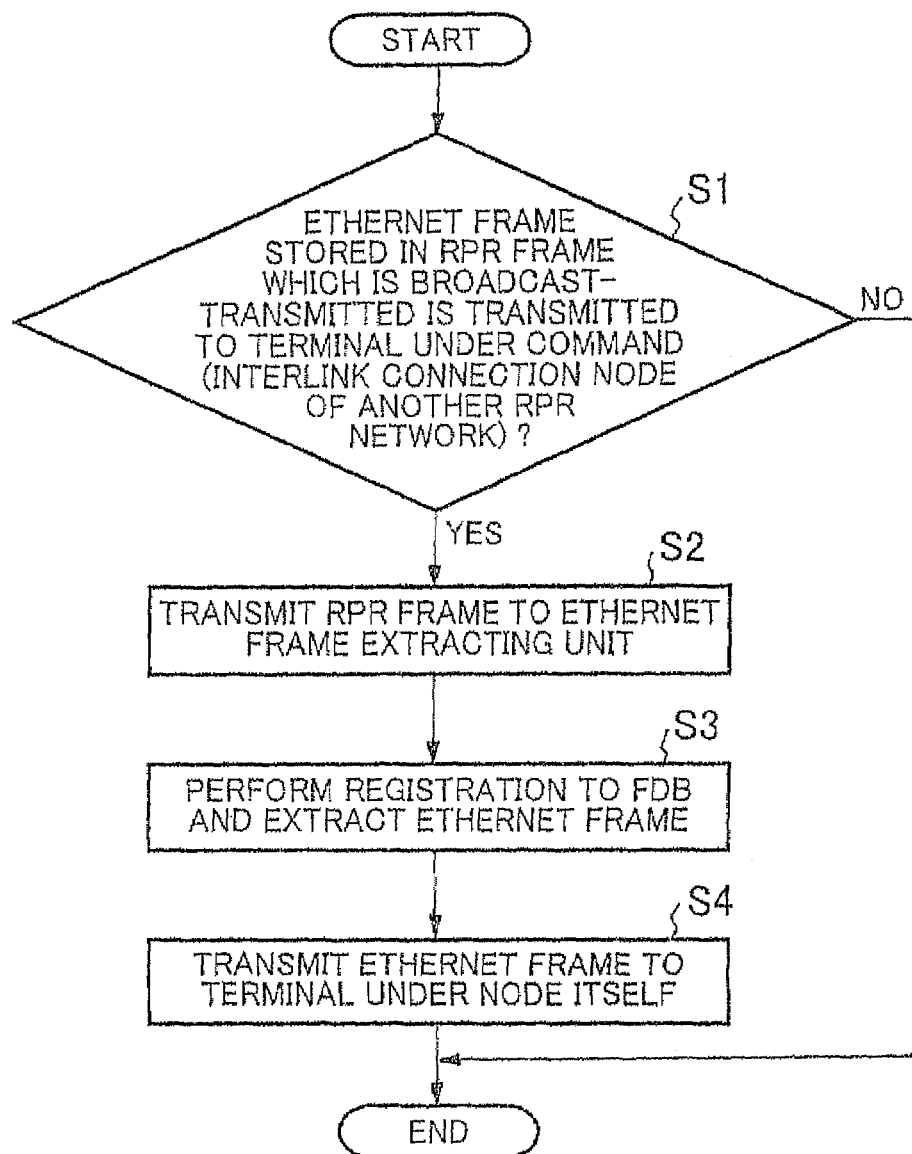 START
S1
ETHERNET FRAME
STORED IN RPR FRAME
WHICH IS BROADCAST-
TRANSMITTED IS TRANSMITTED
TO TERMINAL UNDER COMMAND
(INTERLINK CONNECTION NODE
OF ANOTHER RPR
NETWORK) ?
NO
YES
S2
TRANSMIT RPR FRAME TO ETHERNET
FRAME EXTRACTING UNIT
S3
PERFORM REGISTRATION TO FDB
AND EXTRACT ETHERNET FRAME
S4
TRANSMIT ETHERNET FRAME TO
TERMINAL UNDER NODE ITSELF
END